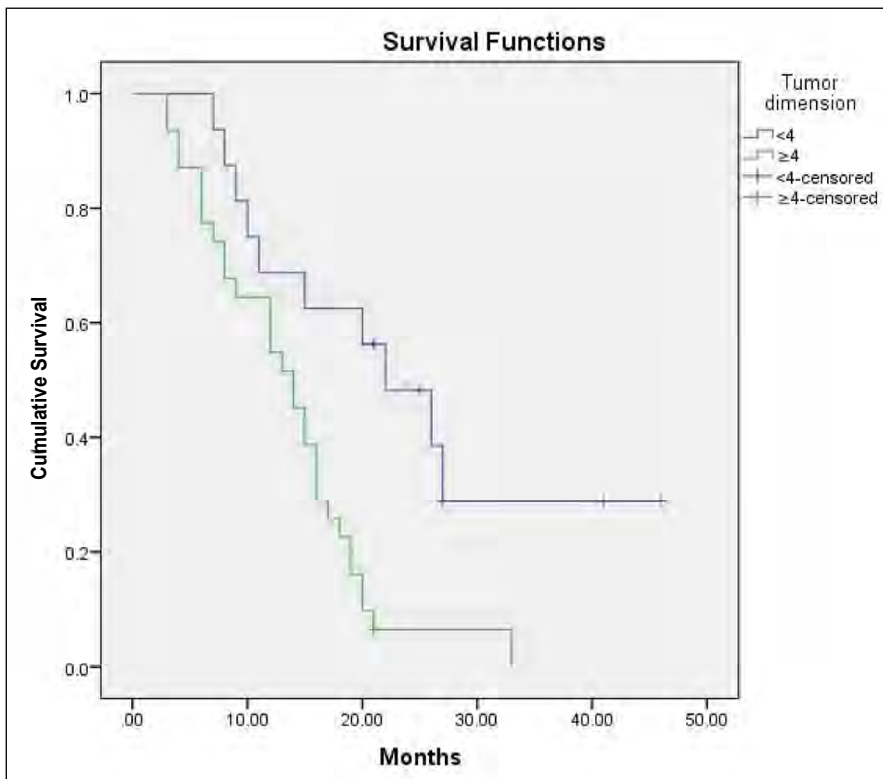 Survival Functions
Tumor
dimension
<4
≥4
<4-censored
≥4-censored
Cumulative Survival
1.0
0.8
0.6
0.4
0.2
0.0
.00
10.00
20.00
30.00
40.00
50.00
Months